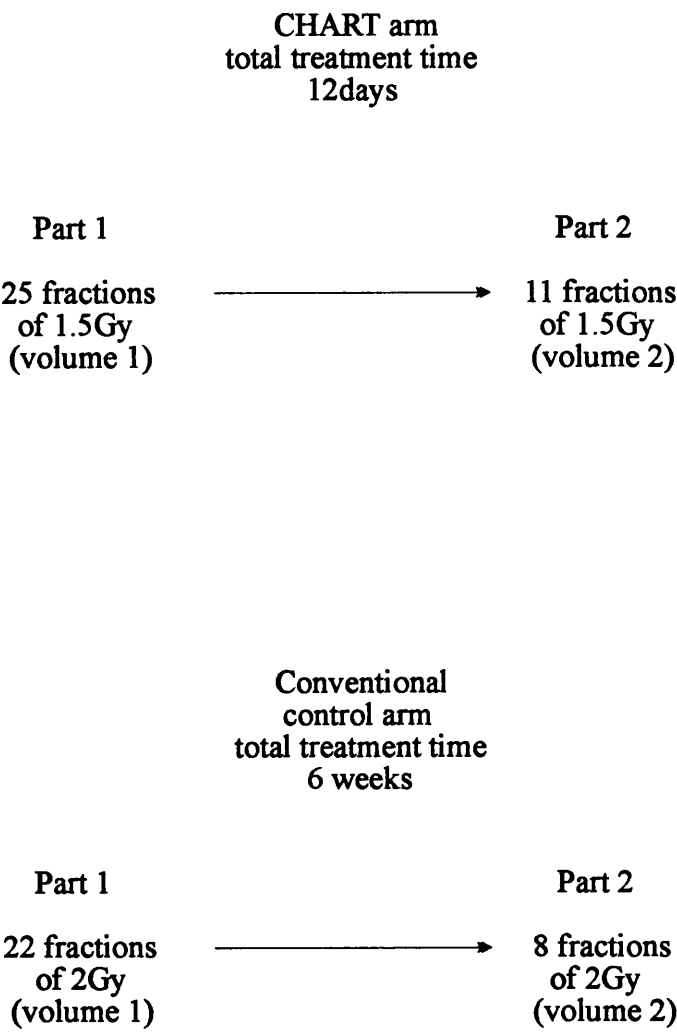 CHART arm
total treatment time
12days
Part 1
25 fractions
of 1.5Gy
(volume 1)
Part 2
11 fractions
of 1.5Gy
(volume 2)
Conventional
control arm
total treatment time
6 weeks
Part 1
22 fractions
of 2Gy
(volume 1)
Part 2
8 fractions
of 2Gy
(volume 2)